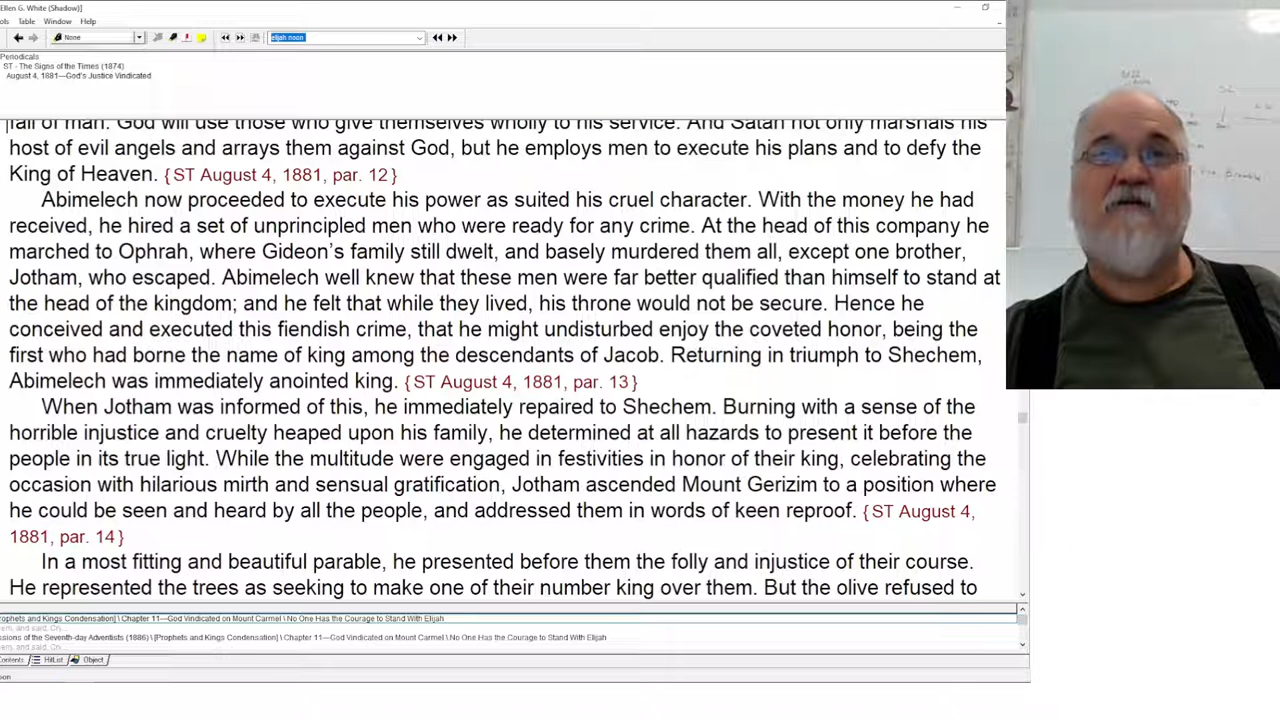 Ellen G. White (Shadow)]
ols Table Window Help
None
elijah noon
Periodicals
ST - The Signs of the Times (1874)
August 4, 1881—God's Justice Vindicated
fall of man. God will use those who give themselves wholly to his service. And Satan not only marshals his
host of evil angels and arrays them against God, but he employs men to execute his plans and to defy the
King of Heaven. {ST August 4, 1881, par. 12}
Abimelech now proceeded to execute his power as suited his cruel character. With the money he had
received, he hired a set of unprincipled men who were ready for any crime. At the head of this company he
marched to Ophrah, where Gideon's family still dwelt, and basely murdered them all, except one brother,
Jotham, who escaped. Abimelech well knew that these men were far better qualified than himself to stand at
the head of the kingdom; and he felt that while they lived, his throne would not be secure. Hence he
conceived and executed this fiendish crime, that he might undisturbed enjoy the coveted honor, being the
first who had borne the name of king among the descendants of Jacob. Returning in triumph to Shechem,
Abimelech was immediately anointed king. {ST August 4, 1881, par. 13}
When Jotham was informed of this, he immediately repaired to Shechem. Burning with a sense of the
horrible injustice and cruelty heaped upon his family, he determined at all hazards to present it before the
people in its true light. While the multitude were engaged in festivities in honor of their king, celebrating the
occasion with hilarious mirth and sensual gratification, Jotham ascended Mount Gerizim to a position where
he could be seen and heard by all the people, and addressed them in words of keen reproof. {ST August 4,
1881, par. 14}
In a most fitting and beautiful parable, he presented before them the folly and injustice of their course.
He represented the trees as seeking to make one of their number king over them. But the olive refused to
rophets and Kings Condensation] \ Chapter 11—God Vindicated on Mount Carmel \ No One Has the Courage to Stand With Elijah
em, and said, Cri...
ssions of the Seventh-day Adventists (1886) \ [Prophets and Kings Condensation] \ Chapter 11—God Vindicated on Mount Carmel \ No One Has the Courage to Stand With Elijah
em, and said, Cri...
Contents HitList Object
oon